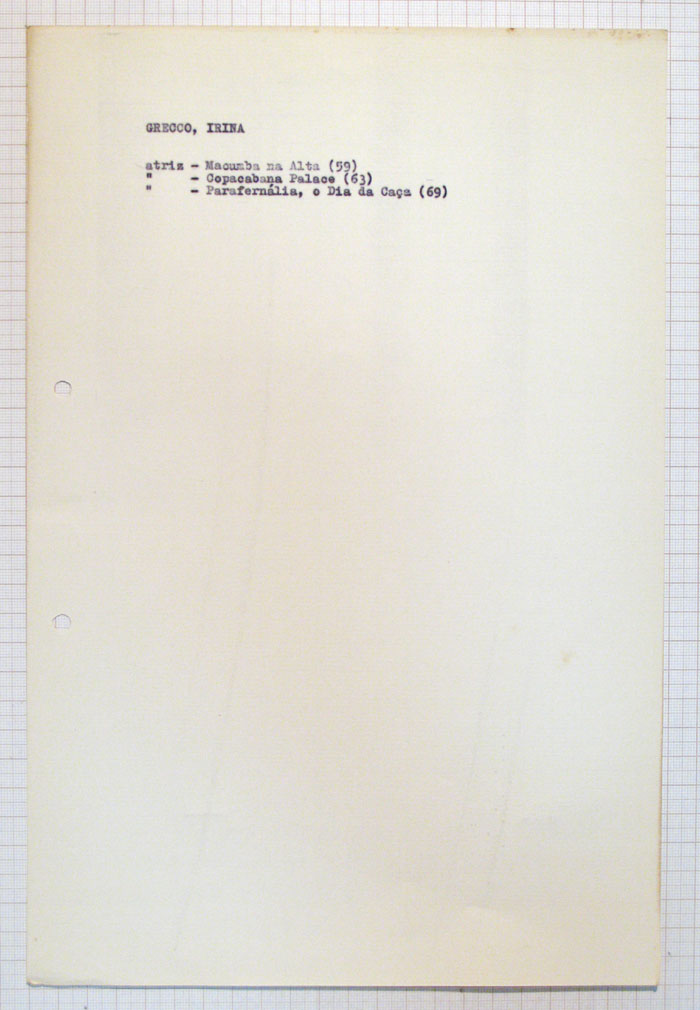 GRECCO, IRINA
atriz - Macumba na Alta (59)
" - Copacabana Palace (63)
" - Parafernália, o Dia da Caça (69)